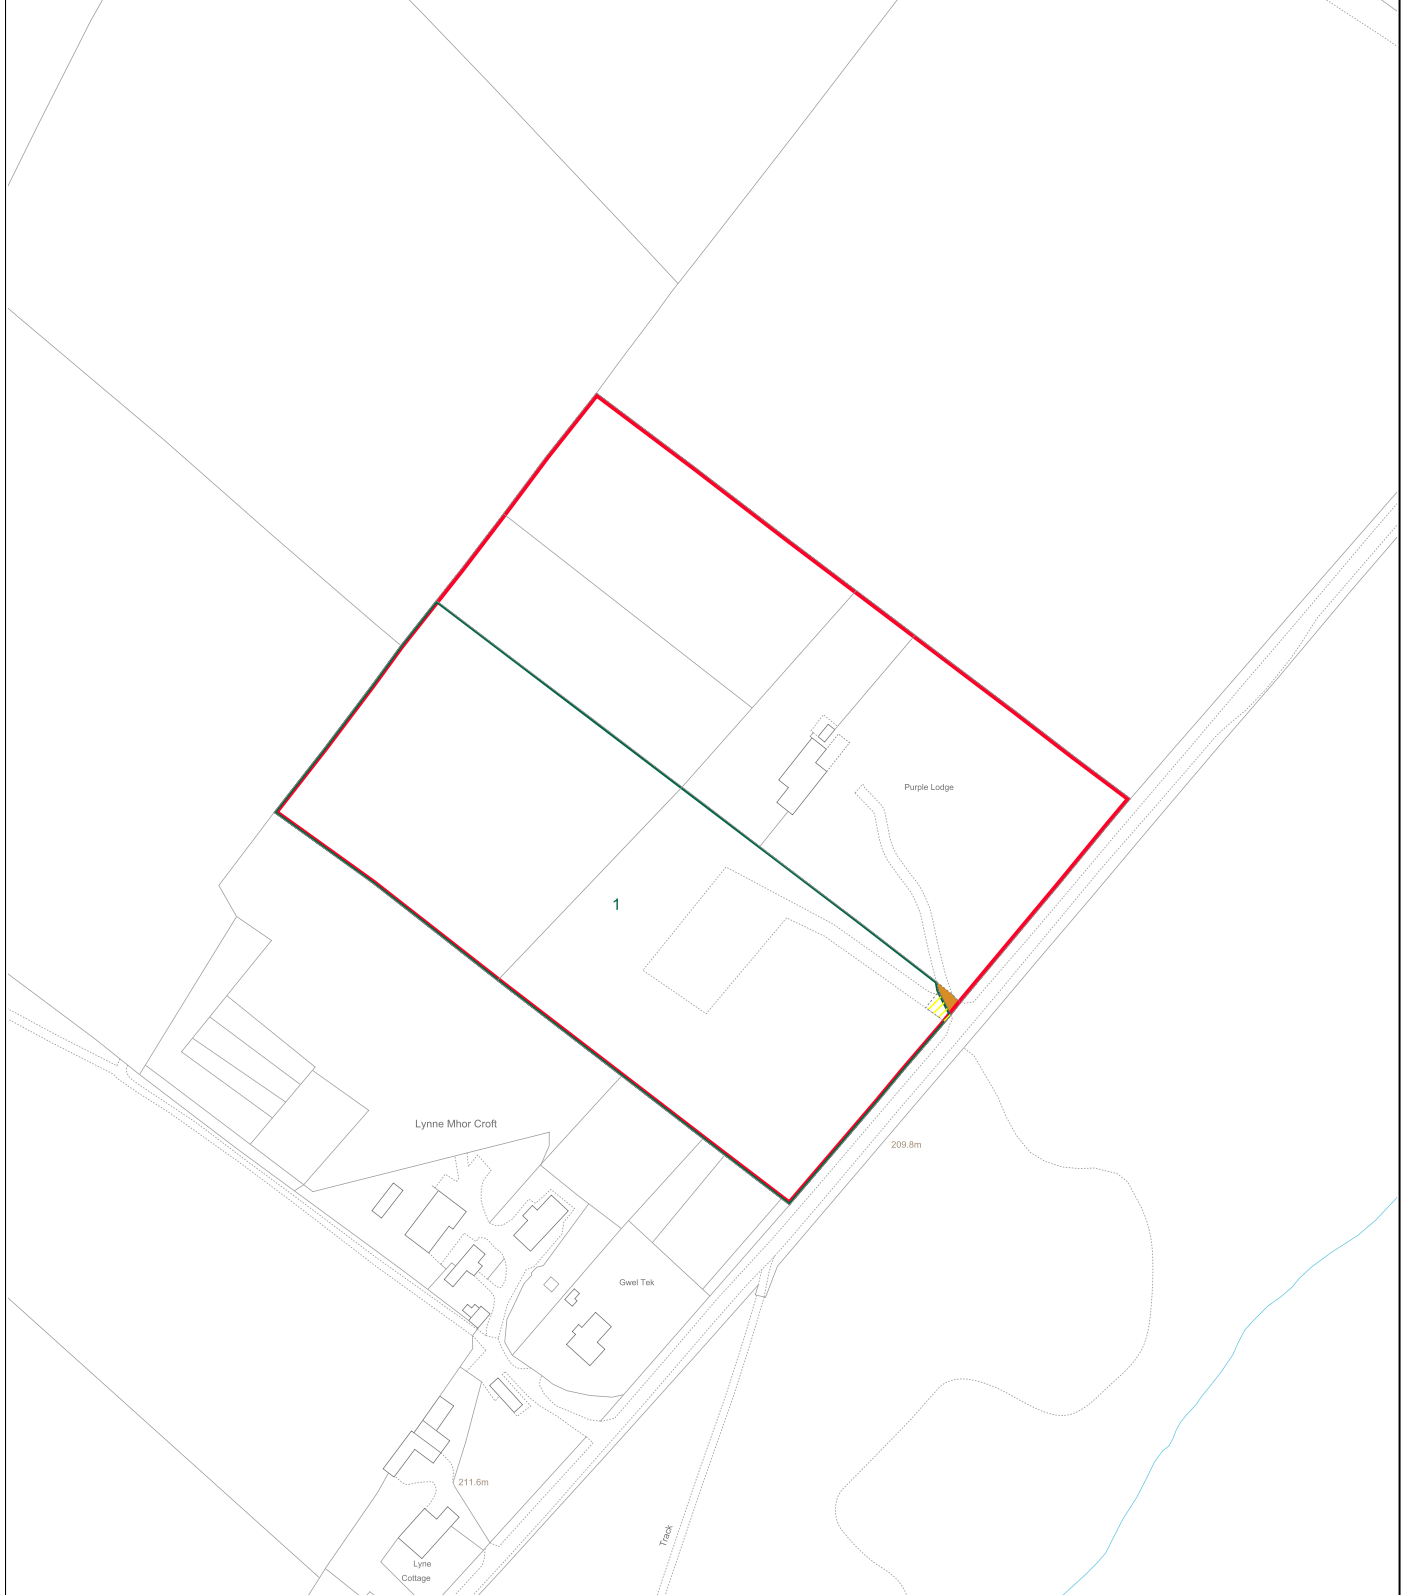 Purple Lodge
1
Lynne Mhor Croft
209.8m
Gwel Tek
211.6m
Track
Lyne
Cottage